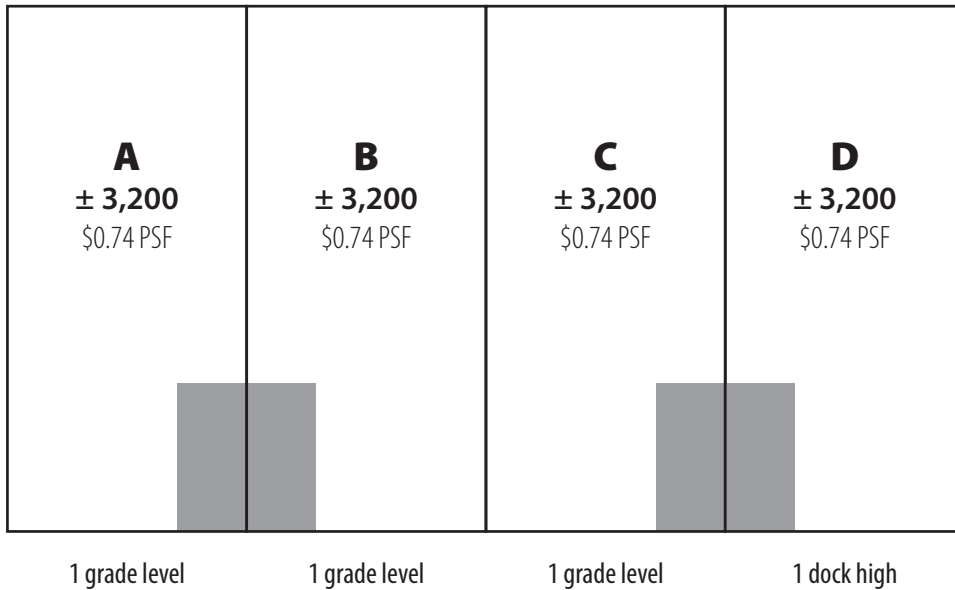 A
± 3,200
$0.74 PSF
B
± 3,200
$0.74 PSF
C
± 3,200
$0.74 PSF
D
± 3,200
$0.74 PSF
1 grade level
1 grade level
1 grade level
1 dock high